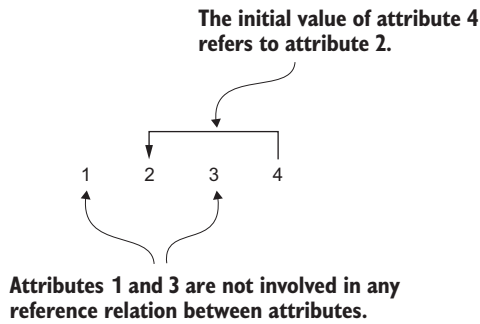 The initial value of attribute 4
refers to attribute 2.
1 2 3 4
Attributes 1 and 3 are not involved in any
reference relation between attributes.